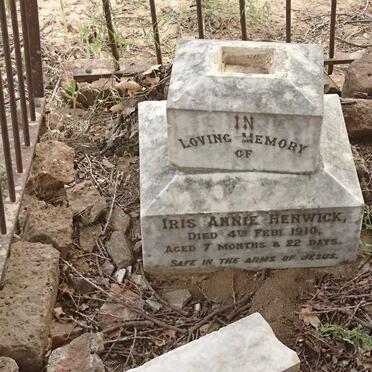 IN
LOVING MEMORY
OF
IRIS ANNIE HENWICK,
DIED 4TH FEBY 1910,
AGED 7 MONTHS & 22 DAYS.
SAFE IN THE ARMS OF JESUS.